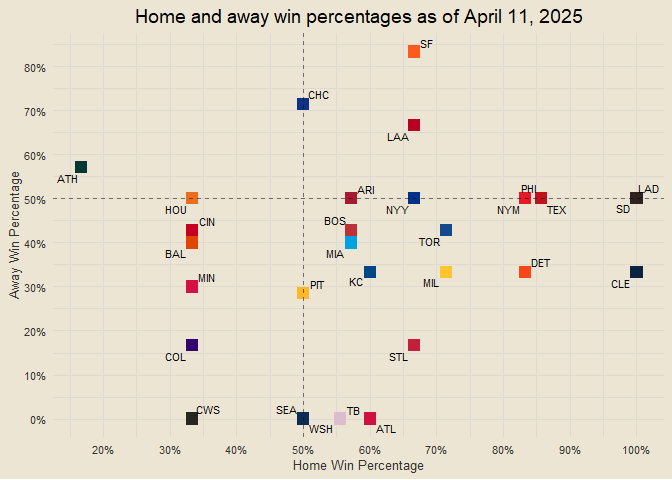 Home and away win percentages as of April 11, 2025
SF
80%
CHC
70%
LAA
60%
ATH
PHI
LAD
ARI
50%
HOU
NYY
NYM
TEX
SD
CIN
BOS
40%
TOR
BAL
MIA
DET
MIN
KC
MIL
CLE
30%
PIT
20%
COL
STL
10%
CWS
SEA
TB
0%
WSH
ATL
20%
30%
40%
50%
60%
70%
80%
90%
100%
Home Win Percentage
Away Win Percentage